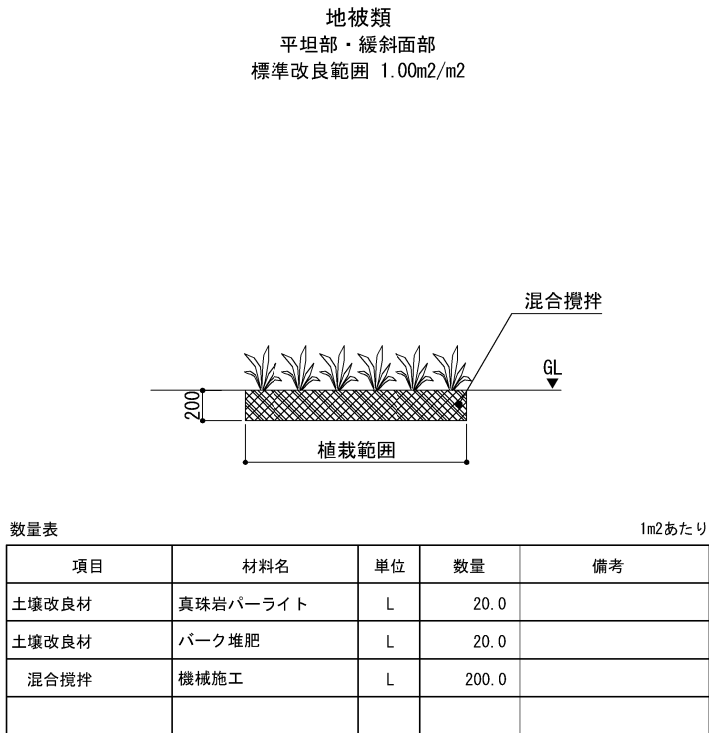 地被類
平坦部・緩斜面部
標準改良範囲 1.00m2/m2
混合攪拌
GL
200
植栽範囲
数量表 1m2あたり
項目 材料名 単位 数量 備考
土壌改良材 真珠岩パーライト L 20.0
土壌改良材 バーク堆肥 L 20.0
混合撹拌 機械施工 L 200.0